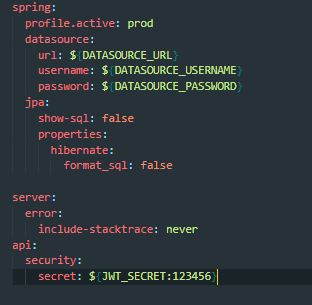 spring:
  profile.active: prod
  datasource:
    url: ${DATASOURCE_URL}
    username: ${DATASOURCE_USERNAME}
    password: ${DATASOURCE_PASSWORD}
  jpa:
    show-sql: false
    properties:
      hibernate:
        format_sql: false

server:
  error:
    include-stacktrace: never
api:
  security:
    secret: ${JWT_SECRET:123456}